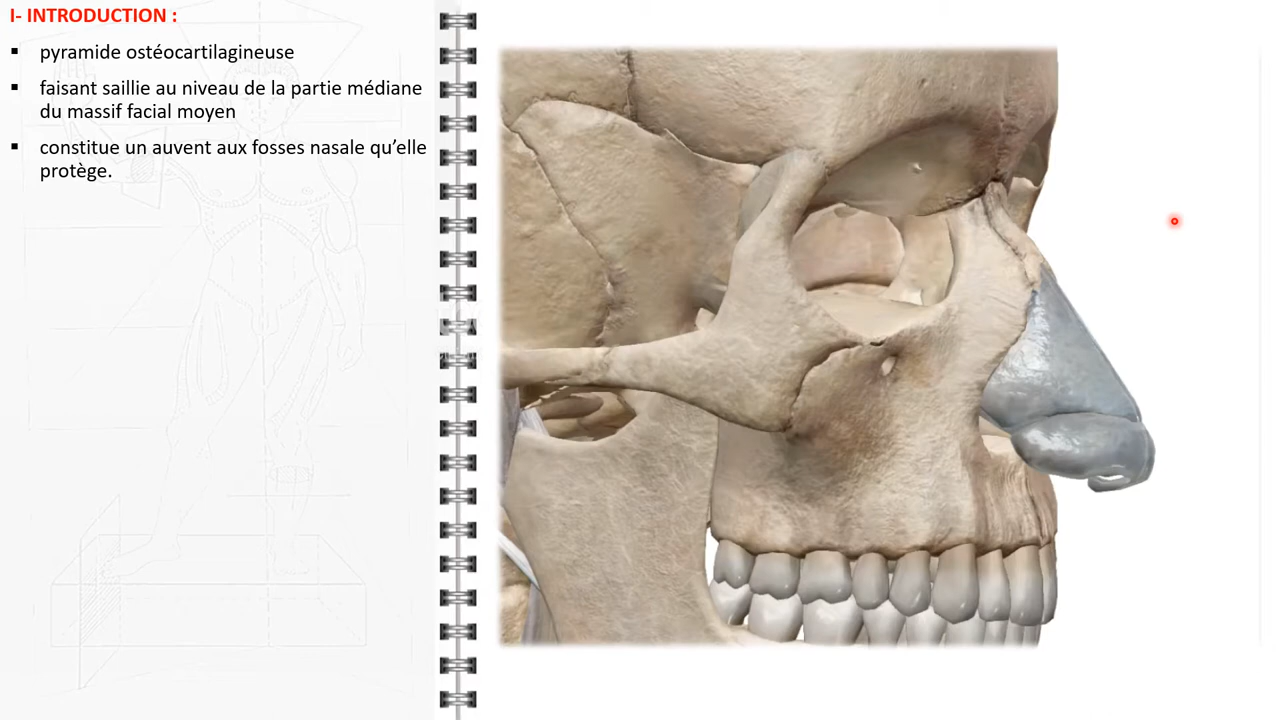 I- INTRODUCTION :
▪ pyramide ostéocartilagineuse
▪ faisant saillie au niveau de la partie médiane
du massif facial moyen
▪ constitue un auvent aux fosses nasale qu’elle
protège.